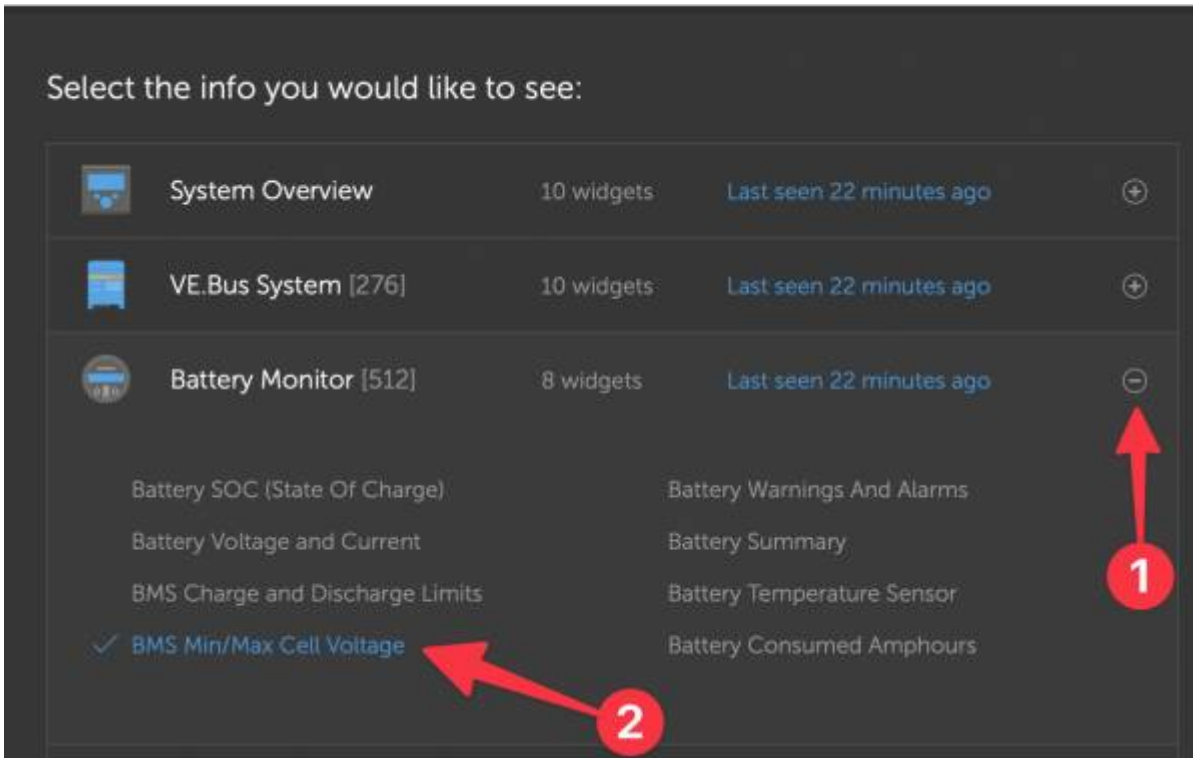 Select the info you would like to see:
System Overview 10 widgets Last seen 22 minutes ago
VE.Bus System [276] 10 widgets Last seen 22 minutes ago
Battery Monitor [512] 8 widgets Last seen 22 minutes ago
Battery SOC (State Of Charge) Battery Warnings And Alarms
Battery Voltage and Current Battery Summary
1
BMS Charge and Discharge Limits Battery Temperature Sensor
BMS Min/Max Cell Voltage Battery Consumed Amphours
2